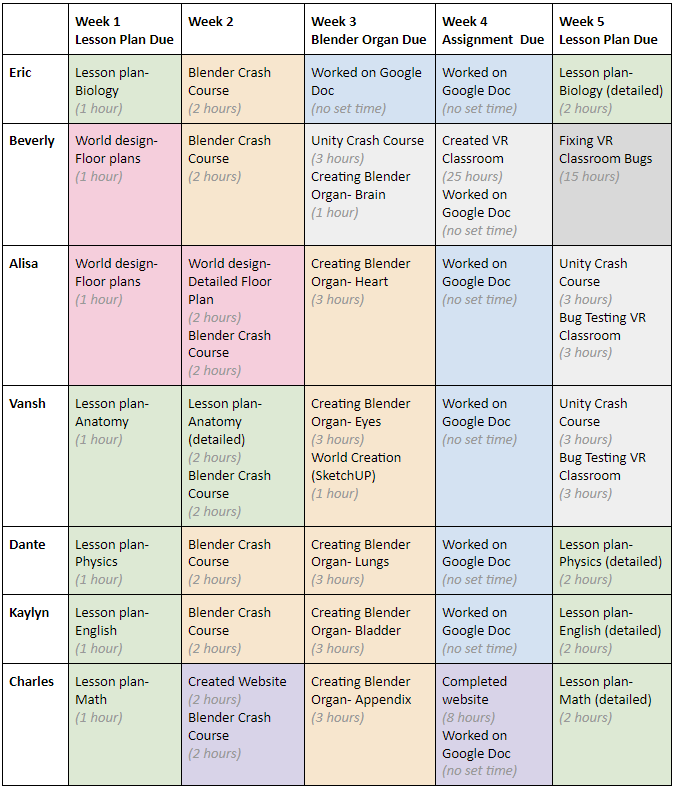 Week 1
Lesson Plan Due
Week 2
Week 3
Blender Organ Due
Week 4
Assignment  Due
Week 5
Lesson Plan Due
Eric
Lesson plan-
Biology
(1 hour)
Blender Crash
Course
(2 hours)
Worked on Google
Doc
(no set time)
Worked on
Google Doc
(no set time)
Lesson plan-
Biology (detailed)
(2 hours)
Beverly
World design-
Floor plans
(1 hour)
Blender Crash
Course
(2 hours)
Unity Crash Course
(3 hours)
Creating Blender
Organ- Brain
(1 hour)
Created VR
Classroom
(25 hours)
Worked on
Google Doc
(no set time)
Fixing VR
Classroom Bugs
(15 hours)
Alisa
World design-
Floor plans
(1 hour)
World design-
Detailed Floor
Plan
(2 hours)
Blender Crash
Course
(2 hours)
Creating Blender
Organ- Heart
(3 hours)
Worked on
Google Doc
(no set time)
Unity Crash
Course
(3 hours)
Bug Testing VR
Classroom
(3 hours)
Vansh
Lesson plan-
Anatomy
(1 hour)
Lesson plan-
Anatomy
(detailed)
(2 hours)
Blender Crash
Course
(2 hours)
Creating Blender
Organ- Eyes
(3 hours)
World Creation
(SketchUP)
(1 hour)
Worked on
Google Doc
(no set time)
Unity Crash
Course
(3 hours)
Bug Testing VR
Classroom
(3 hours)
Dante
Lesson plan-
Physics
(1 hour)
Blender Crash
Course
(2 hours)
Creating Blender
Organ- Lungs
(3 hours)
Worked on
Google Doc
(no set time)
Lesson plan-
Physics (detailed)
(2 hours)
Kaylyn
Lesson plan-
English
(1 hour)
Blender Crash
Course
(2 hours)
Creating Blender
Organ- Bladder
(3 hours)
Worked on
Google Doc
(no set time)
Lesson plan-
English (detailed)
(2 hours)
Charles
Lesson plan-
Math
(1 hour)
Created Website
(2 hours)
Blender Crash
Course
(2 hours)
Creating Blender
Organ- Appendix
(3 hours)
Completed
website
(8 hours)
Worked on
Google Doc
(no set time)
Lesson plan-
Math (detailed)
(2 hours)